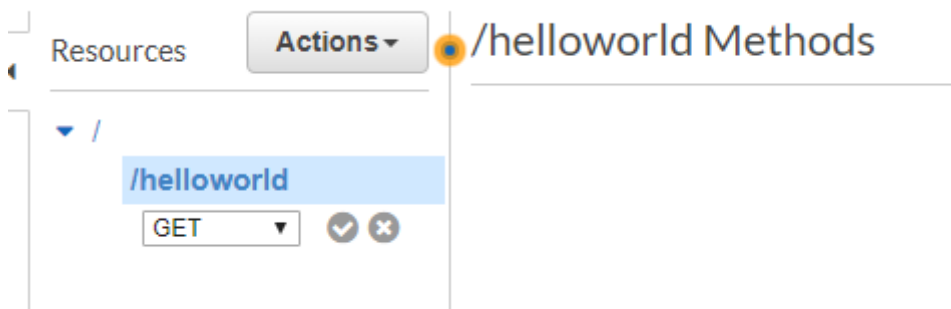 Resources
Actions
/helloworld Methods
/
/helloworld
GET